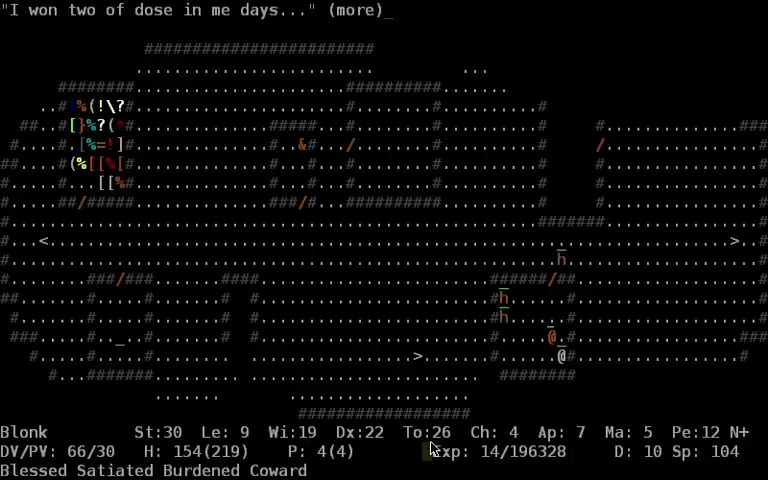 "I won two of dose in me days..." (more)_
Blonk St:30 Le: 9 Wi:19 Dx:22 To:26 Ch: 4 Ap: 7 Ma: 5 Pe:12 N+
DV/PV: 66/30 H: 154(219) P: 4(4) Exp: 14/196328 D: 10 Sp: 104
Blessed Satiated Burdened Coward